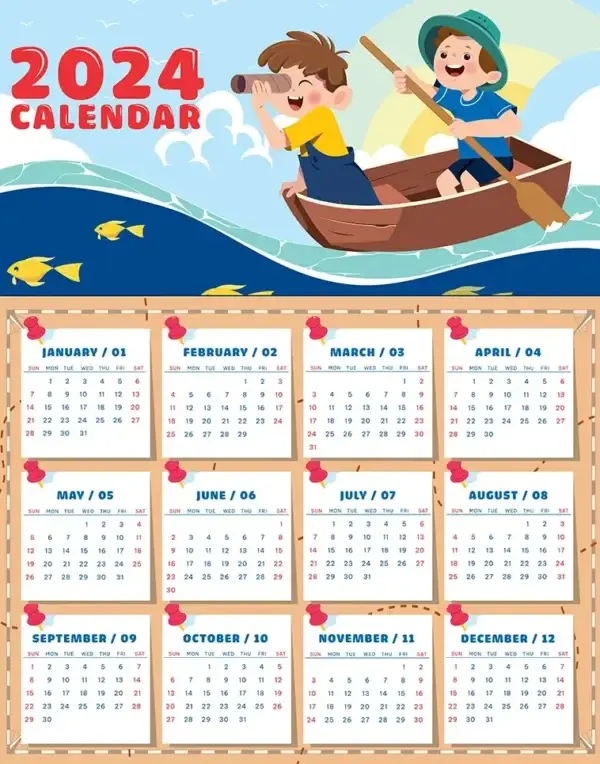 2024
CALENDAR
JANUARY / 01
SUN MON TUE WED THU FRI SAT
1 2 3 4 5 6
7 8 9 10 11 12 13
14 15 16 17 18 19 20
21 22 23 24 25 26 27
28 29 30 31
FEBRUARY / 02
SUN MON TUE WED THU FRI SAT
1 2 3
4 5 6 7 8 9 10
11 12 13 14 15 16 17
18 19 20 21 22 23 24
25 26 27 28 29
MARCH / 03
SUN MON TUE WED THU FRI SAT
1 2
3 4 5 6 7 8 9
10 11 12 13 14 15 16
17 18 19 20 21 22 23
24 25 26 27 28 29 30
31
APRIL / 04
SUN MON TUE WED THU FRI SAT
1 2 3 4 5 6
7 8 9 10 11 12 13
14 15 16 17 18 19 20
21 22 23 24 25 26 27
28 29 30
MAY / 05
SUN MON TUE WED THU FRI SAT
1 2 3 4
5 6 7 8 9 10 11
12 13 14 15 16 17 18
19 20 21 22 23 24 25
26 27 28 29 30 31
JUNE / 06
SUN MON TUE WED THU FRI SAT
1
2 3 4 5 6 7 8
9 10 11 12 13 14 15
16 17 18 19 20 21 22
23 24 25 26 27 28 29
30
JULY / 07
SUN MON TUE WED THU FRI SAT
1 2 3 4 5 6
7 8 9 10 11 12 13
14 15 16 17 18 19 20
21 22 23 24 25 26 27
28 29 30 31
AUGUST / 08
SUN MON TUE WED THU FRI SAT
1 2 3
4 5 6 7 8 9 10
11 12 13 14 15 16 17
18 19 20 21 22 23 24
25 26 27 28 29 30 31
SEPTEMBER / 09
SUN MON TUE WED THU FRI SAT
1 2 3 4 5 6 7
8 9 10 11 12 13 14
15 16 17 18 19 20 21
22 23 24 25 26 27 28
29 30
OCTOBER / 10
SUN MON TUE WED THU FRI SAT
1 2 3 4 5
6 7 8 9 10 11 12
13 14 15 16 17 18 19
20 21 22 23 24 25 26
27 28 29 30 31
NOVEMBER / 11
SUN MON TUE WED THU FRI SAT
1 2
3 4 5 6 7 8 9
10 11 12 13 14 15 16
17 18 19 20 21 22 23
24 25 26 27 28 29 30
DECEMBER / 12
SUN MON TUE WED THU FRI SAT
1 2 3 4 5 6 7
8 9 10 11 12 13 14
15 16 17 18 19 20 21
22 23 24 25 26 27 28
29 30 31